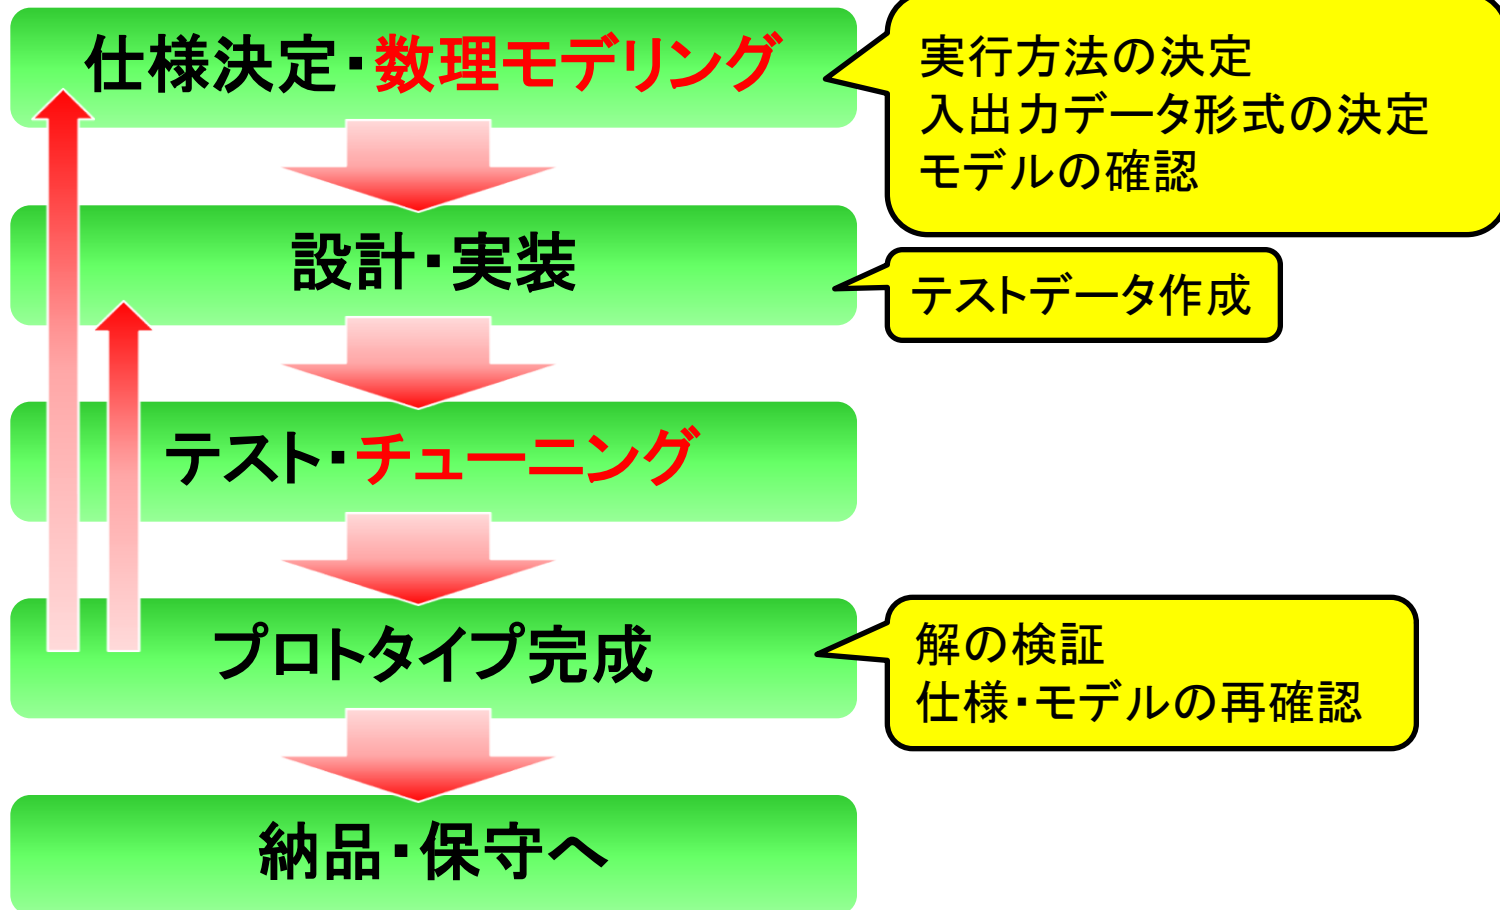 仕様決定・数理モデリング
実行方法の決定
入出力データ形式の決定
モデルの確認
設計・実装
テストデータ作成
テスト・チューニング
プロトタイプ完成
解の検証
仕様・モデルの再確認
納品・保守へ